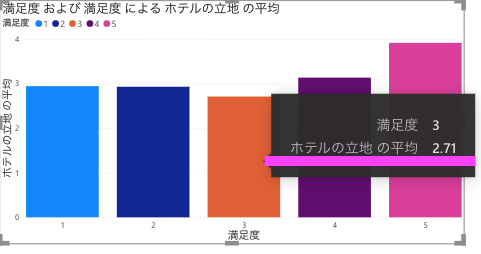 満足度 および 満足度 による ホテルの立地 の平均
満足度 1 2 3 4 5
ホテルの立地 の平均
4
3
2
1
0
満足度 3
ホテルの立地 の平均 2.71
1 2 3 4 5
満足度